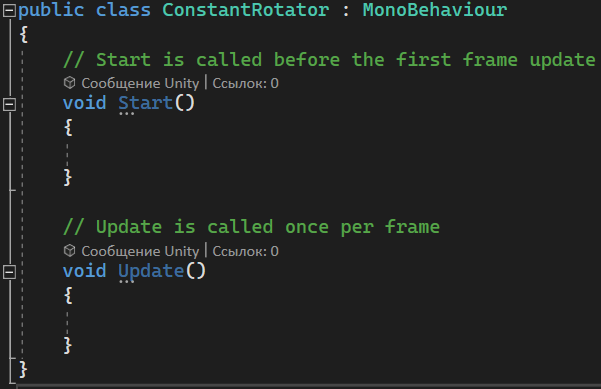 public class ConstantRotator : MonoBehaviour
{
// Start is called before the first frame update
Сообщение Unity | Ссылок: 0
void Start()
{
}
// Update is called once per frame
Сообщение Unity | Ссылок: 0
void Update()
{
}
}